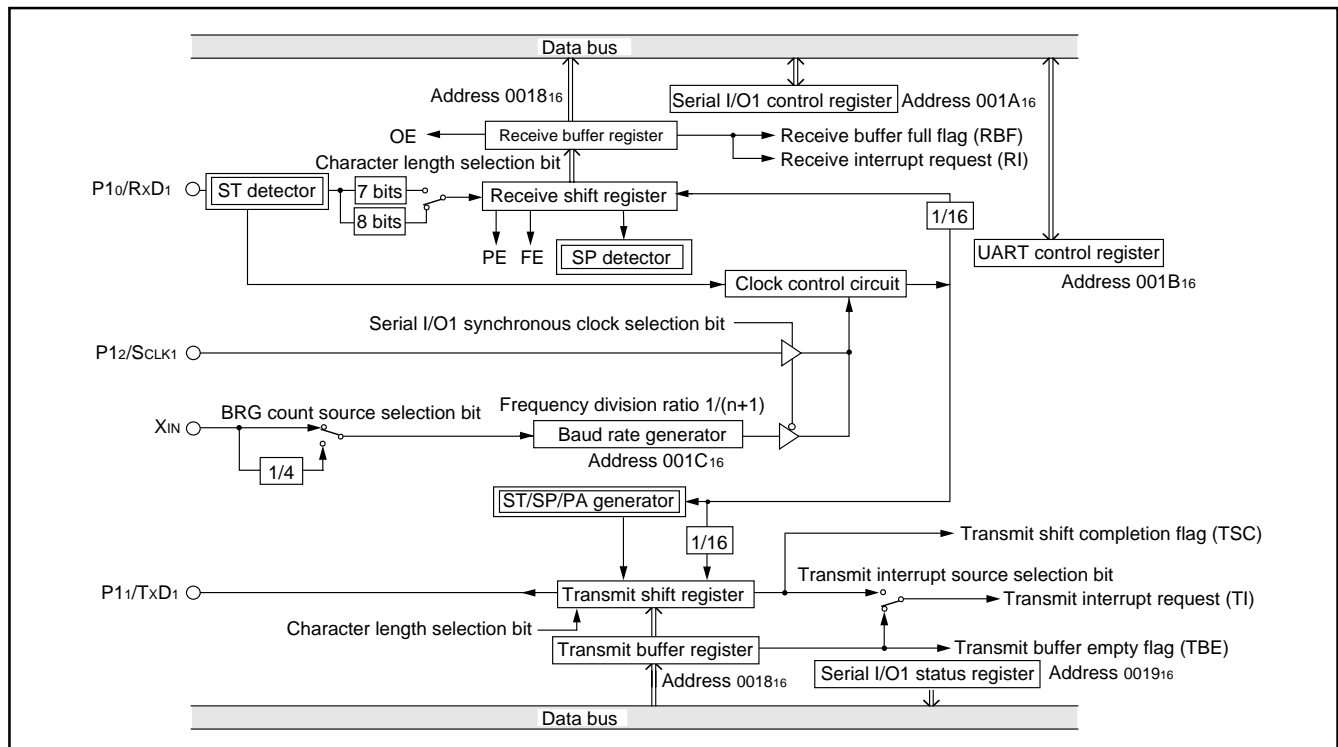 Data bus
Address 001816
Serial I/O1 control register Address 001A16
OE
Receive buffer register
Receive buffer full flag (RBF)
Receive interrupt request (RI)
Character length selection bit
P10/RXD1
ST detector
7 bits
8 bits
Receive shift register
1/16
PE FE
SP detector
UART control register
Address 001B16
Clock control circuit
Serial I/O1 synchronous clock selection bit
P12/SCLK1
BRG count source selection bit
Frequency division ratio 1/(n+1)
XIN
Baud rate generator
Address 001C16
1/4
ST/SP/PA generator
1/16
Transmit shift completion flag (TSC)
Transmit interrupt source selection bit
P11/TXD1
Transmit shift register
Transmit interrupt request (TI)
Character length selection bit
Transmit buffer register
Transmit buffer empty flag (TBE)
Address 001816
Serial I/O1 status register Address 001916
Data bus